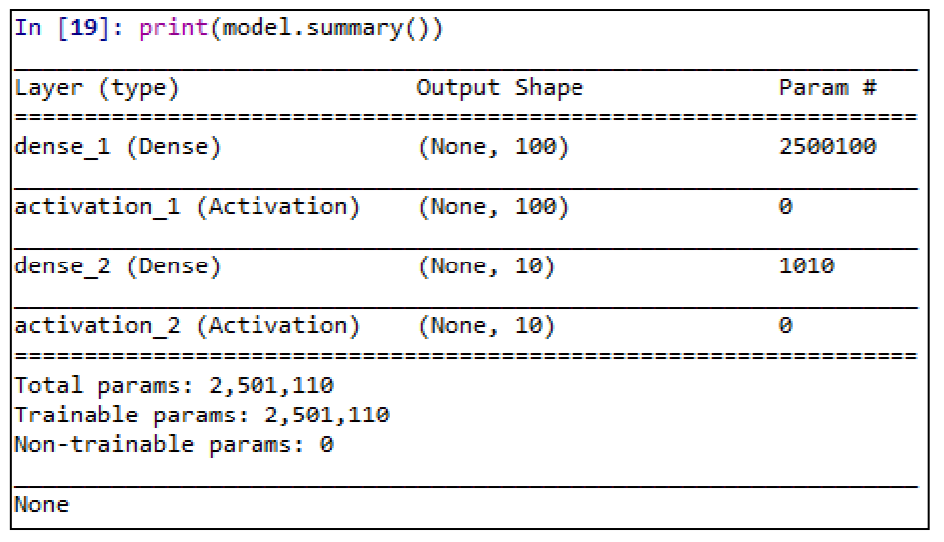 In [19]: print(model.summary())
Layer (type) Output Shape Param #
=================================================================
dense_1 (Dense) (None, 100) 2500100
activation_1 (Activation) (None, 100) 0
dense_2 (Dense) (None, 10) 1010
activation_2 (Activation) (None, 10) 0
=================================================================
Total params: 2,501,110
Trainable params: 2,501,110
Non-trainable params: 0
None